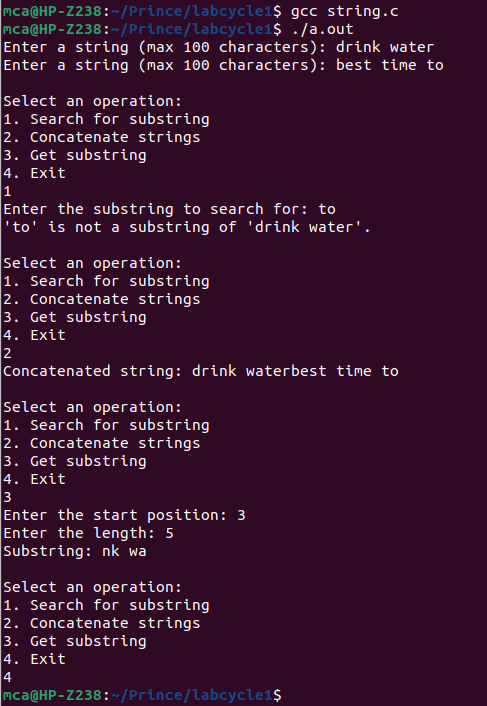 mca@HP-Z238:~/Prince/labcycle1$ gcc string.c
mca@HP-Z238:~/Prince/labcycle1$ ./a.out
Enter a string (max 100 characters): drink water
Enter a string (max 100 characters): best time to

Select an operation:
1. Search for substring
2. Concatenate strings
3. Get substring
4. Exit
1
Enter the substring to search for: to
'to' is not a substring of 'drink water'.

Select an operation:
1. Search for substring
2. Concatenate strings
3. Get substring
4. Exit
2
Concatenated string: drink waterbest time to

Select an operation:
1. Search for substring
2. Concatenate strings
3. Get substring
4. Exit
3
Enter the start position: 3
Enter the length: 5
Substring: nk wa

Select an operation:
1. Search for substring
2. Concatenate strings
3. Get substring
4. Exit
4
mca@HP-Z238:~/Prince/labcycle1$